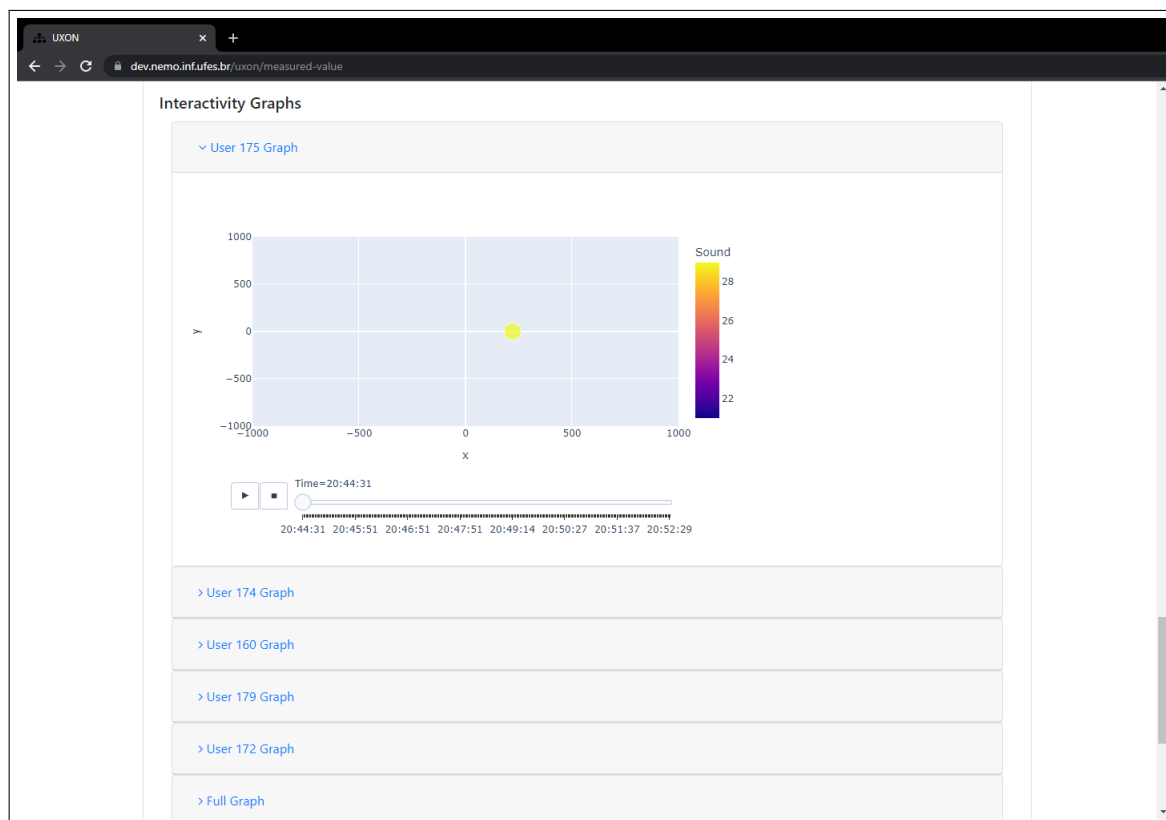 UXON
dev.nemo.inf.ufes.br/uxon/measured-value
Interactivity Graphs
User 175 Graph
1000
500
0
−500
−1000
y
−1000 −500 0 500 1000
x
Sound
28
26
24
22
Time=20:44:31
20:44:31 20:45:51 20:46:51 20:47:51 20:49:14 20:50:27 20:51:37 20:52:29
User 174 Graph
User 160 Graph
User 179 Graph
User 172 Graph
Full Graph